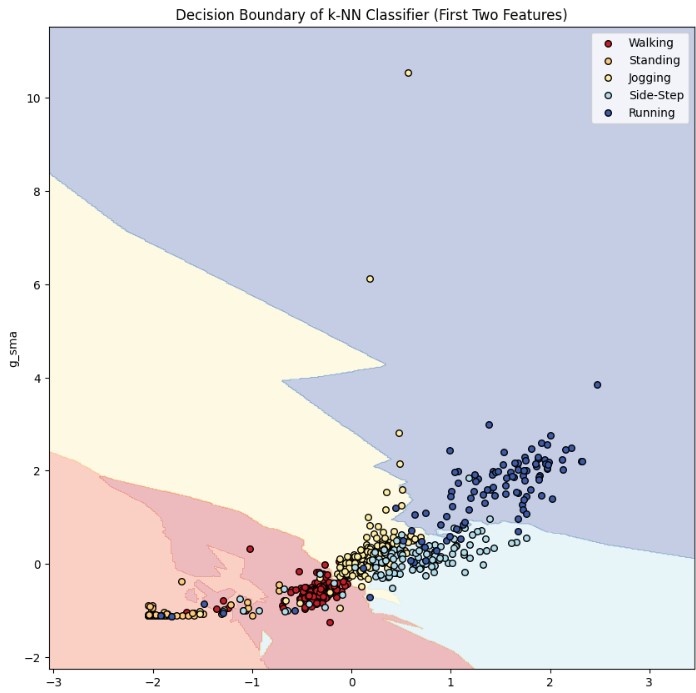 Decision Boundary of k-NN Classifier (First Two Features)
Walking
Standing
Jogging
Side-Step
Running
10
8
6
4
2
0
−2
g_sma
−3
−2
−1
0
1
2
3